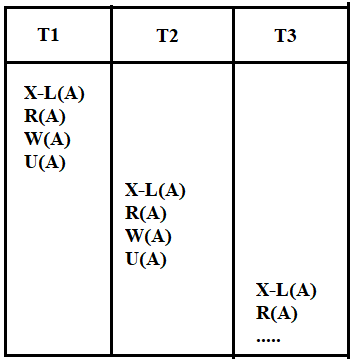 T1 T2 T3
X-L(A)
R(A)
W(A)
U(A)
X-L(A)
R(A)
W(A)
U(A)
X-L(A)
R(A)
.....